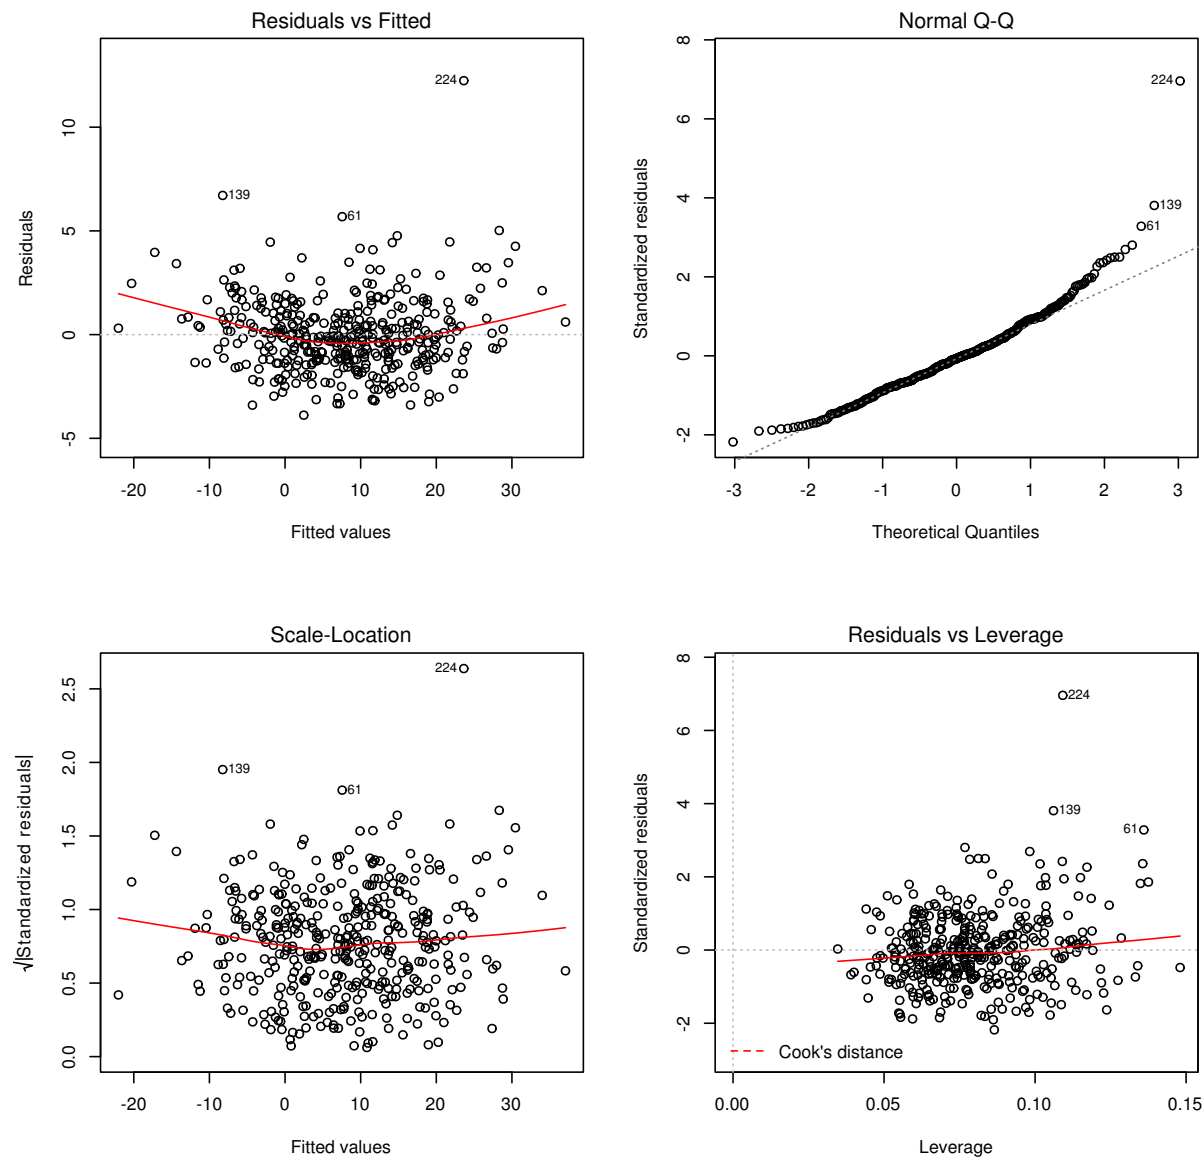 Residuals vs Fitted
Residuals
10
5
0
-5
224
139
61
-20 -10 0 10 20 30
Fitted values
Normal Q-Q
Standardized residuals
8
6
4
2
0
-2
224
139
61
-3 -2 -1 0 1 2 3
Theoretical Quantiles
Scale-Location
√|Standardized residuals|
2.5
2.0
1.5
1.0
0.5
0.0
224
139
61
-20 -10 0 10 20 30
Fitted values
Residuals vs Leverage
Standardized residuals
8
6
4
2
0
-2
224
139
61
Cook's distance
0.00 0.05 0.10 0.15
Leverage